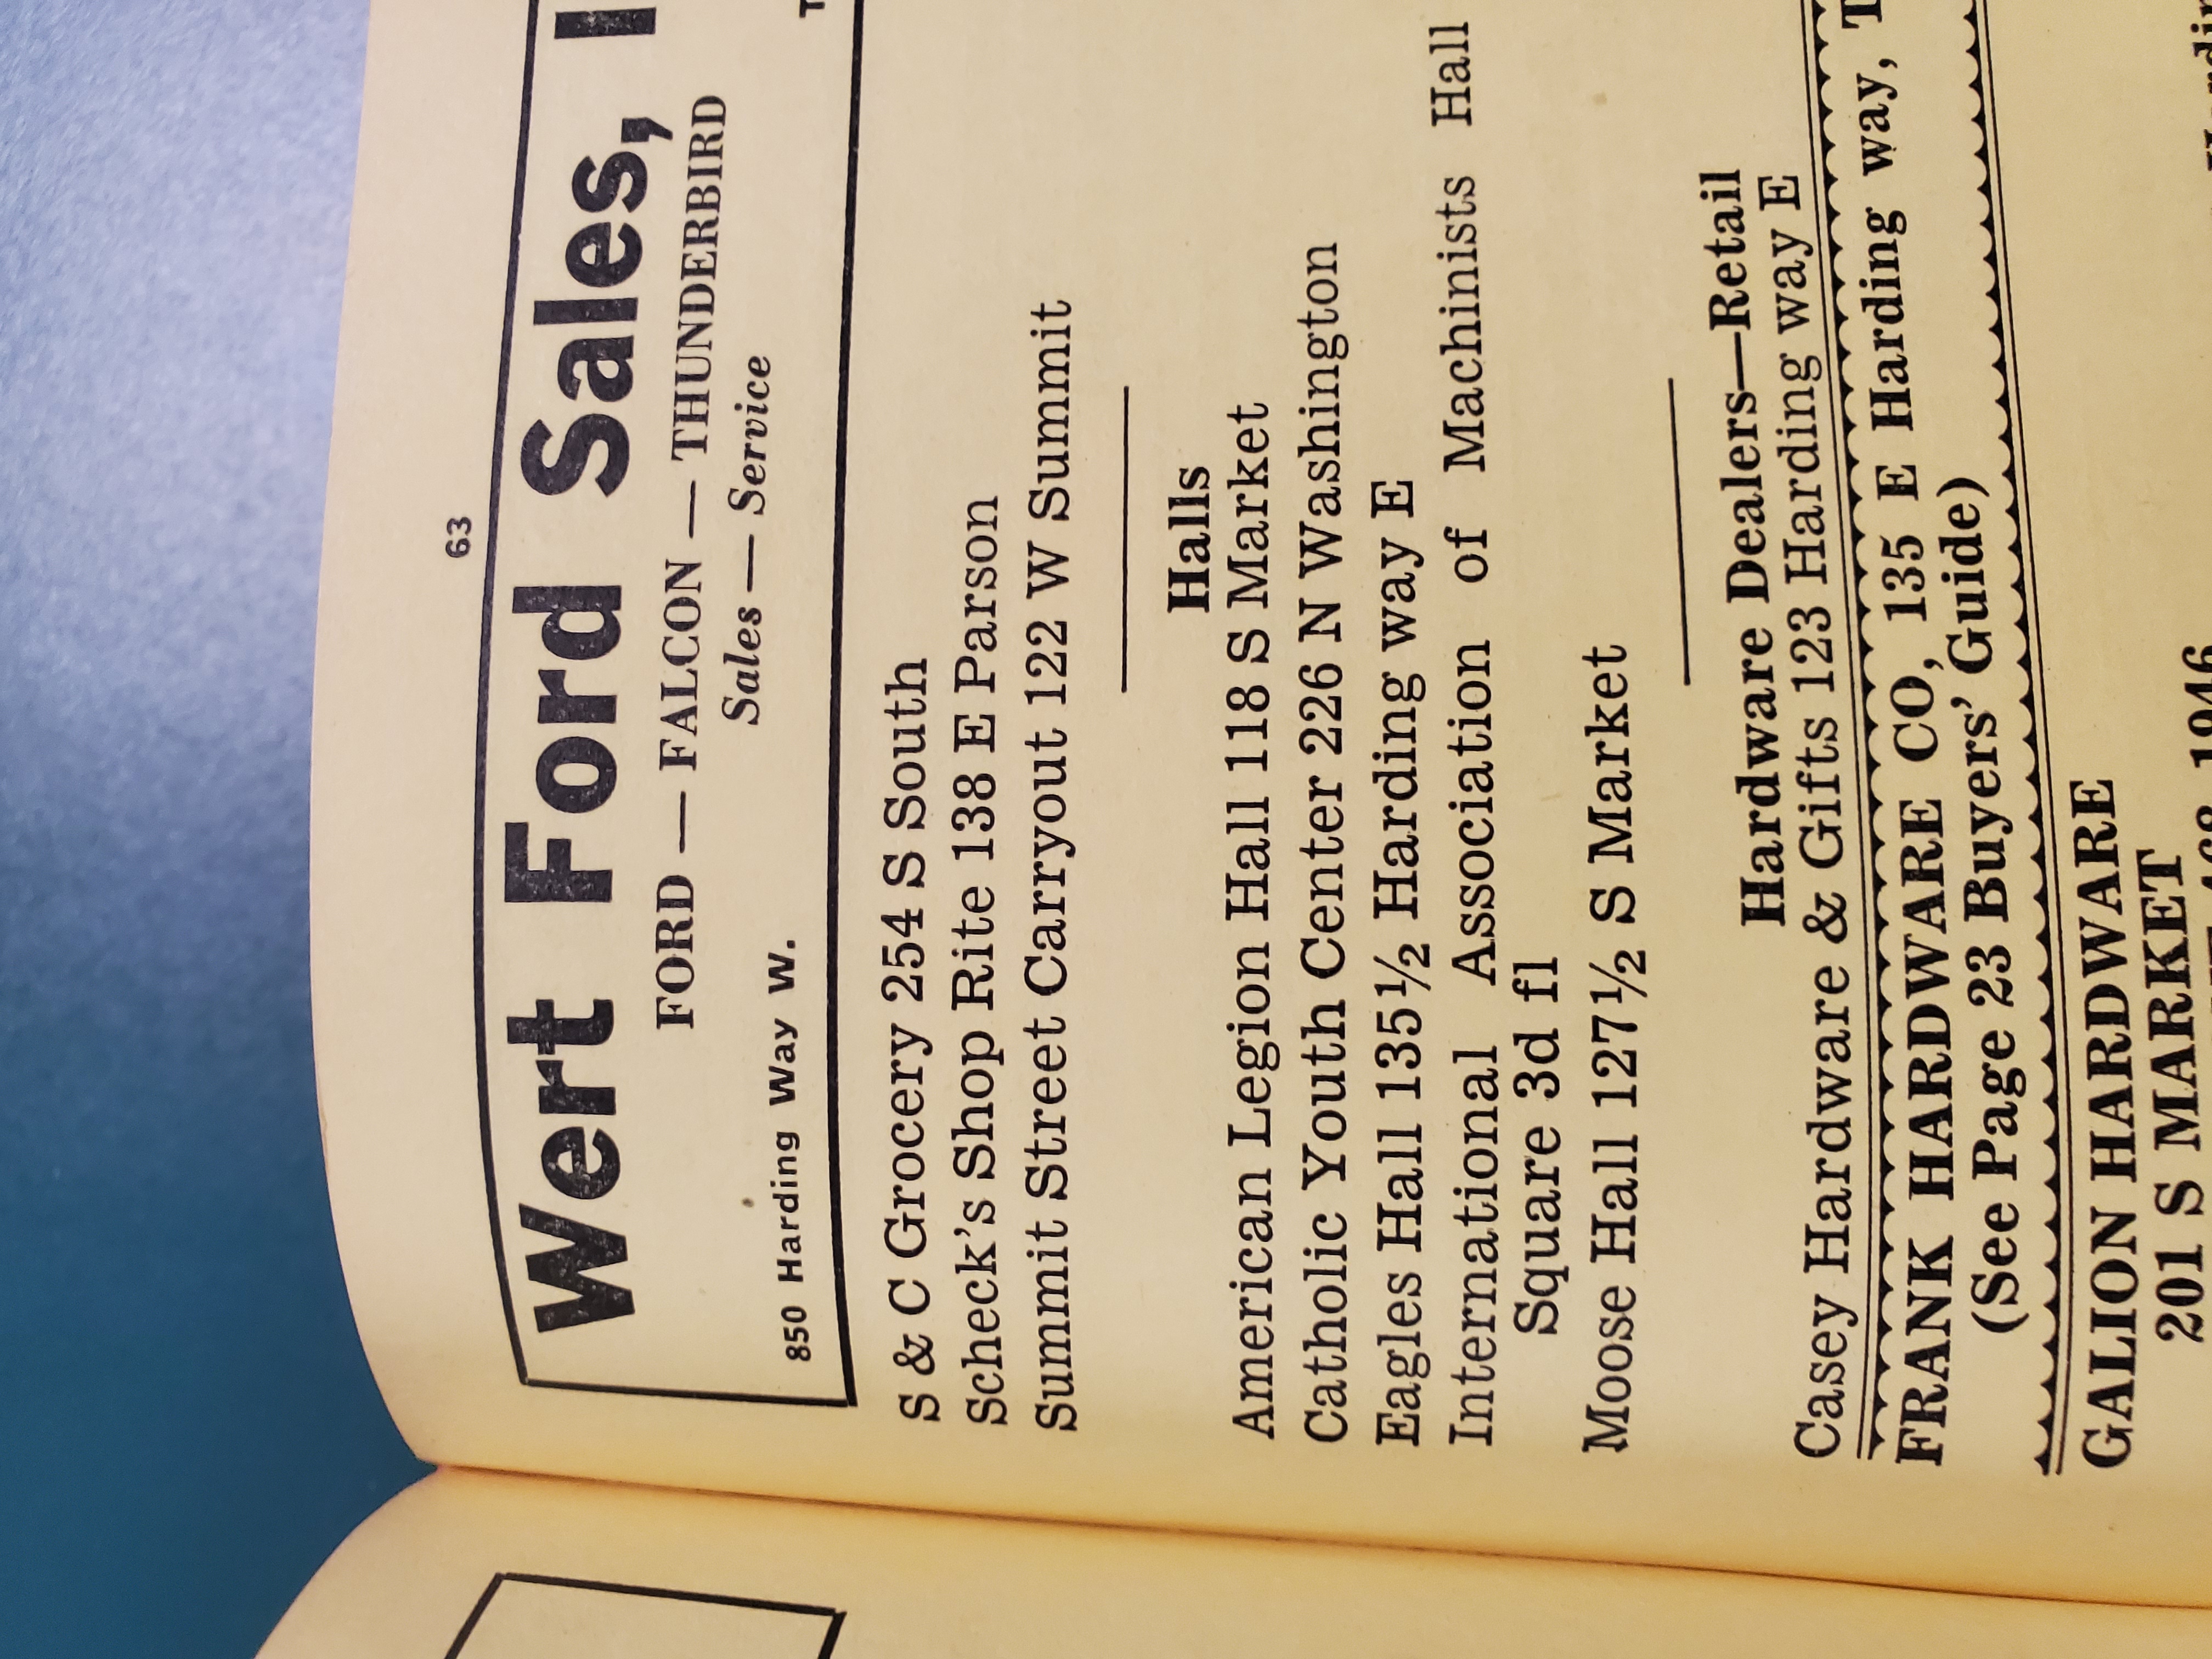 63
Wert Ford Sales,
FORD — FALCON — THUNDERBIRD
Sales — Service
850 Harding Way W.
S & C Grocery 254 S South
Scheck's Shop Rite 138 E Parson
Summit Street Carryout 122 W Summit
Halls
American Legion Hall 118 S Market
Catholic Youth Center 226 N Washington
Eagles Hall 135½ Harding way E
International Association of Machinists Hall
Square 3d fl
Moose Hall 127½ S Market
Hardware Dealers—Retail
Casey Hardware & Gifts 123 Harding way E
FRANK HARDWARE CO, 135 E Harding way, T
(See Page 23 Buyers' Guide)
GALION HARDWARE
201 S MARKET